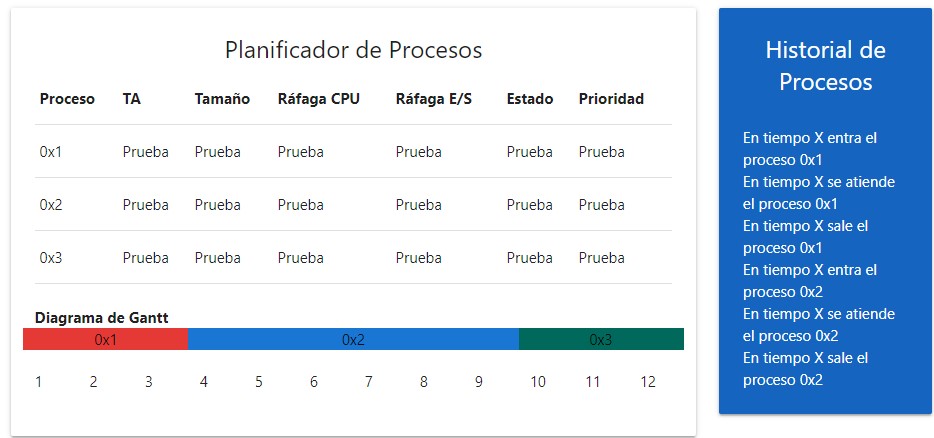 Planificador de Procesos
Proceso TA Tamaño Ráfaga CPU Ráfaga E/S Estado Prioridad
0x1 Prueba Prueba Prueba Prueba Prueba Prueba
0x2 Prueba Prueba Prueba Prueba Prueba Prueba
0x3 Prueba Prueba Prueba Prueba Prueba Prueba
Diagrama de Gantt
0x1 0x2 0x3
1 2 3 4 5 6 7 8 9 10 11 12
Historial de
Procesos
En tiempo X entra el
proceso 0x1
En tiempo X se atiende
el proceso 0x1
En tiempo X sale el
proceso 0x1
En tiempo X entra el
proceso 0x2
En tiempo X se atiende
el proceso 0x2
En tiempo X sale el
proceso 0x2